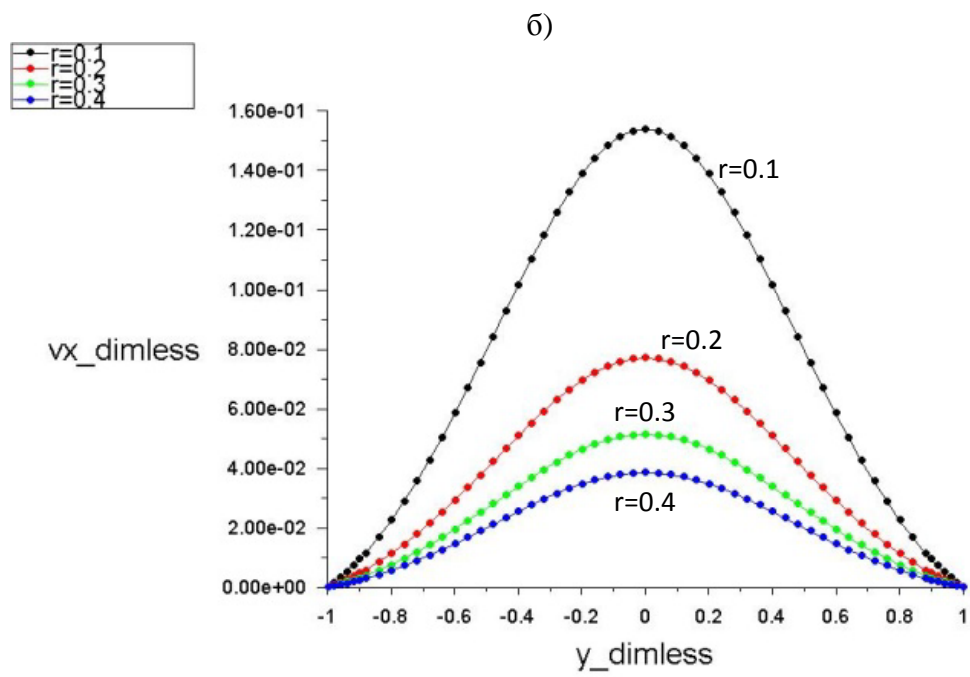 б)
r=0.1
r=0.2
r=0.3
r=0.4
1.60e-01
1.40e-01
1.20e-01
1.00e-01
8.00e-02
6.00e-02
4.00e-02
2.00e-02
0.00e+00
vx_dimless
r=0.1
r=0.2
r=0.3
r=0.4
-1 -0.8 -0.6 -0.4 -0.2 0 0.2 0.4 0.6 0.8 1
y_dimless